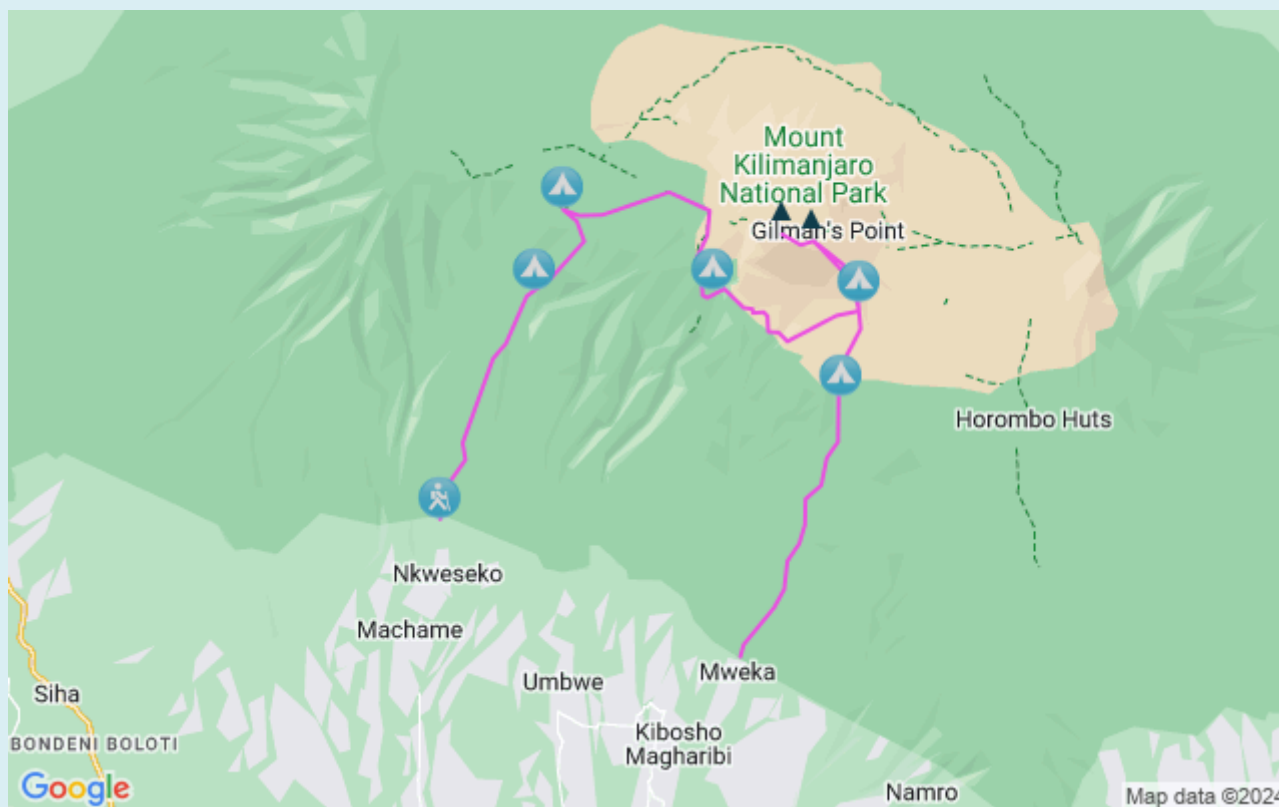 Mount
Kilimanjaro
National Park
Gilman's Point
Horombo Huts
Nkweseko
Machame
Umbwe
Mweka
Siha
Kibosho
Magharibi
BONDENI BOLOTI
Namro
Google
Map data ©2024